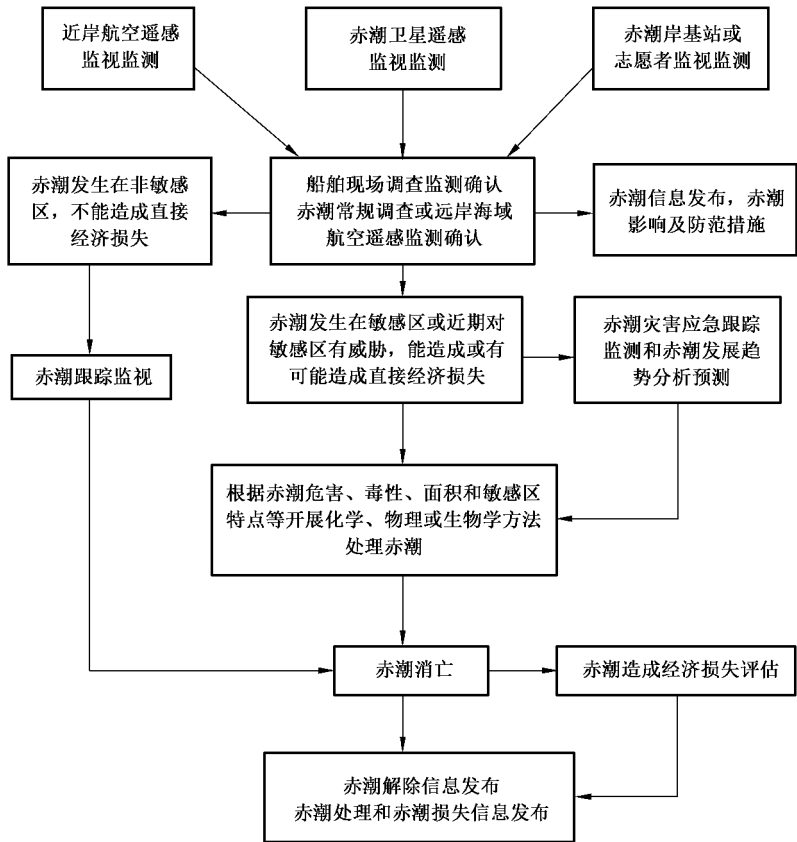 近岸航空遥感
监视监测
赤潮卫星遥感
监视监测
赤潮岸基站或
志愿者监视监测
赤潮发生在非敏感
区，不能造成直接
经济损失
船舶现场调查监测确认
赤潮常规调查或远岸海域
航空遥感监测确认
赤潮信息发布，赤潮
影响及防范措施
赤潮跟踪监视
赤潮发生在敏感区或近期对
敏感区有威胁，能造成或有
可能造成直接经济损失
赤潮灾害应急跟踪
监测和赤潮发展趋
势分析预测
根据赤潮危害、毒性、面积和敏感区
特点等开展化学、物理或生物学方法
处理赤潮
赤潮消亡
赤潮造成经济损失评估
赤潮解除信息发布
赤潮处理和赤潮损失信息发布